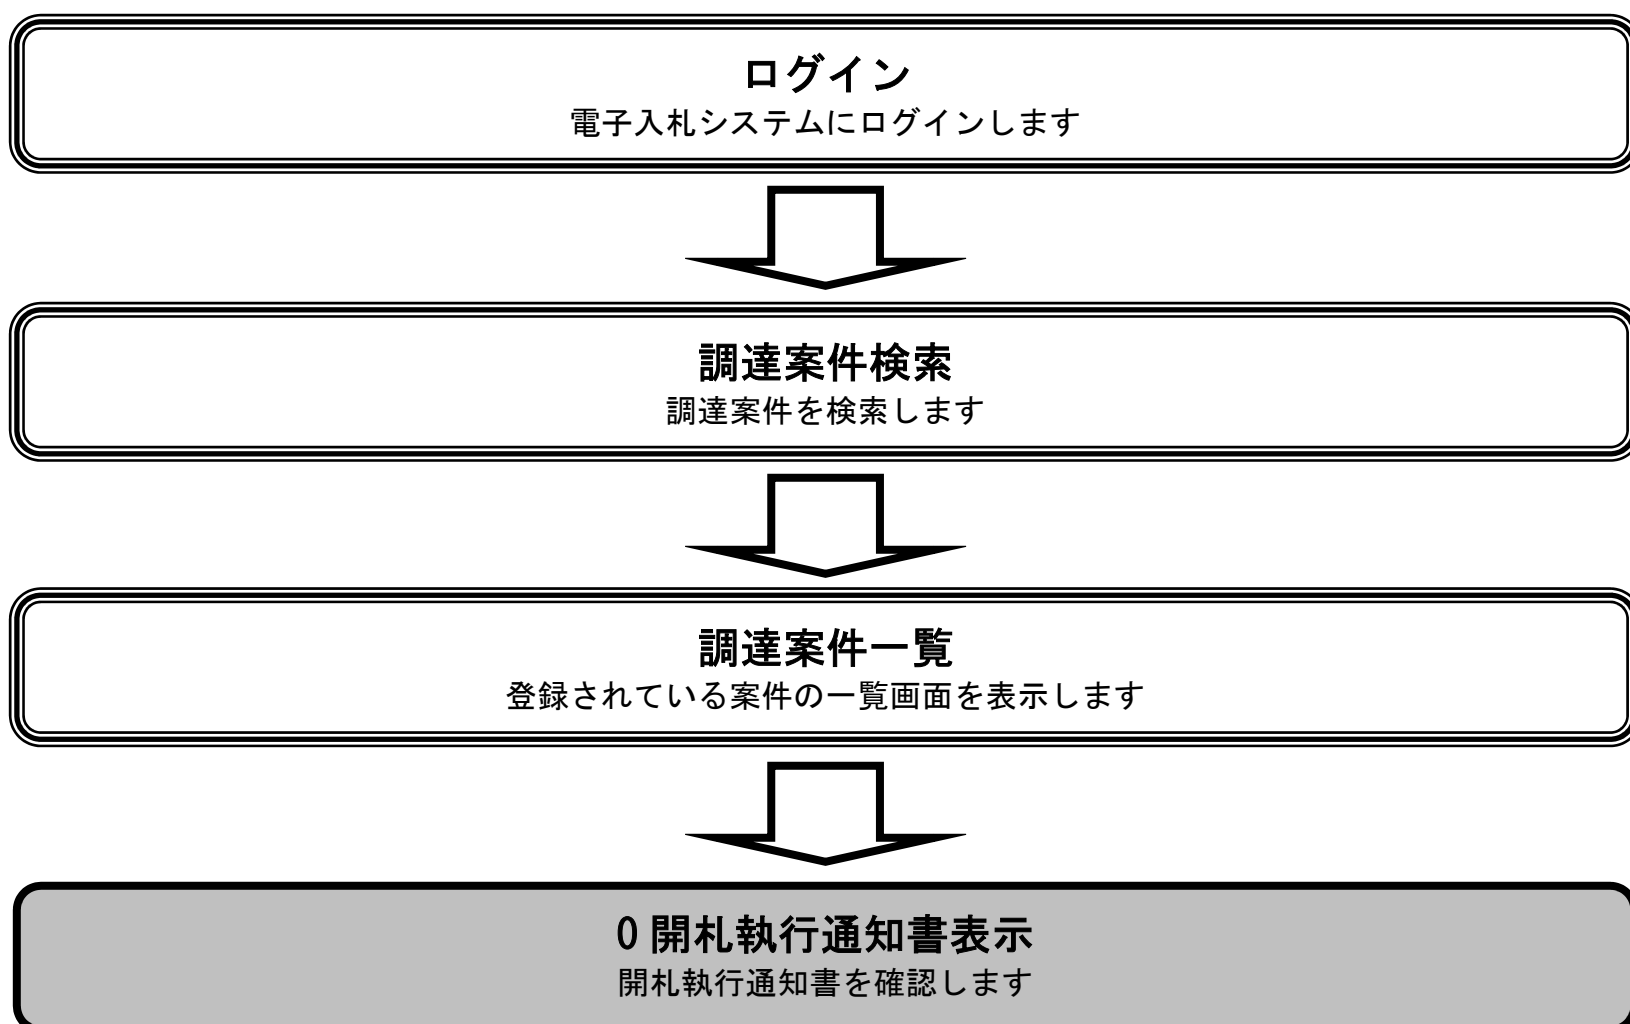 ログイン
電子入札システムにログインします
調達案件検索
調達案件を検索します
調達案件一覧
登録されている案件の一覧画面を表示します
0 開札執行通知書表示
開札執行通知書を確認します